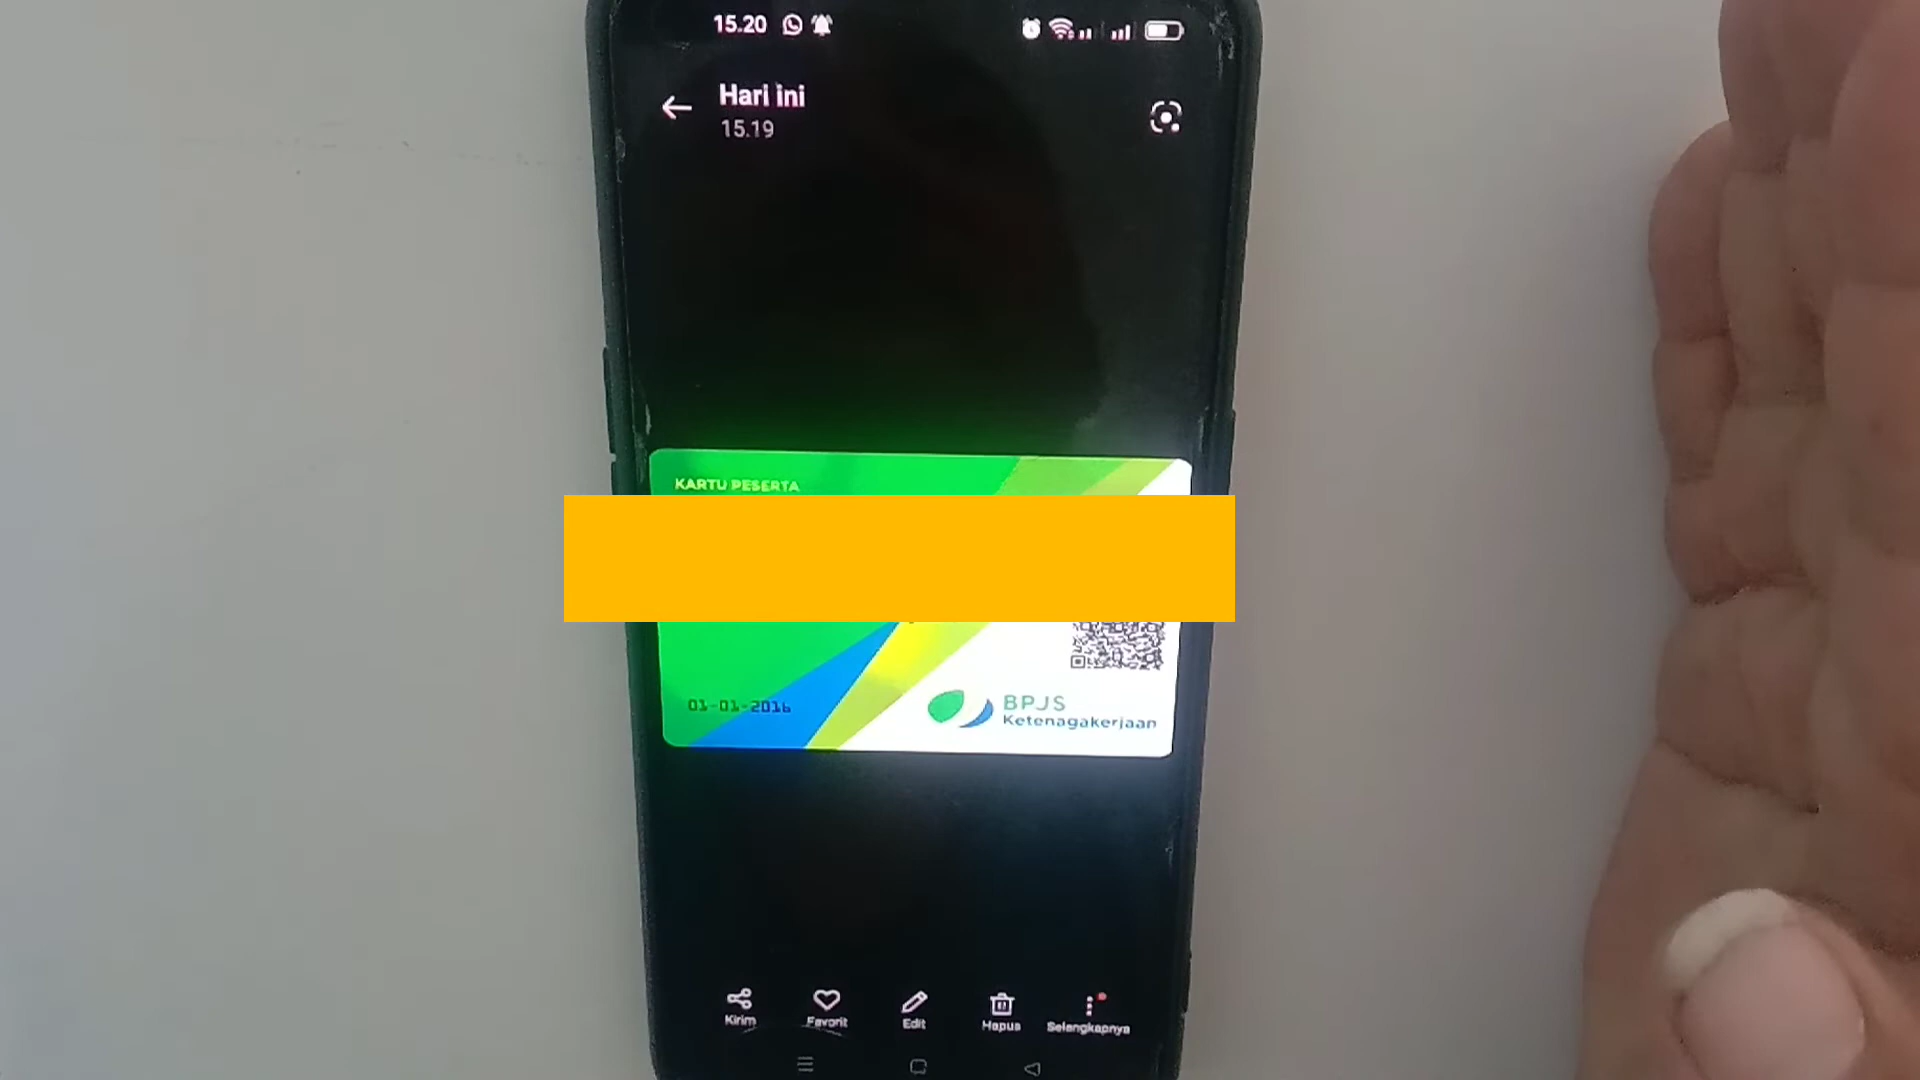 15.20
Hari ini
15.19
KARTU PESERTA
01-01-2016
BPJS
Ketenagakerjaan
Kirim
Favorit
Edit
Hapus
Selengkapnya